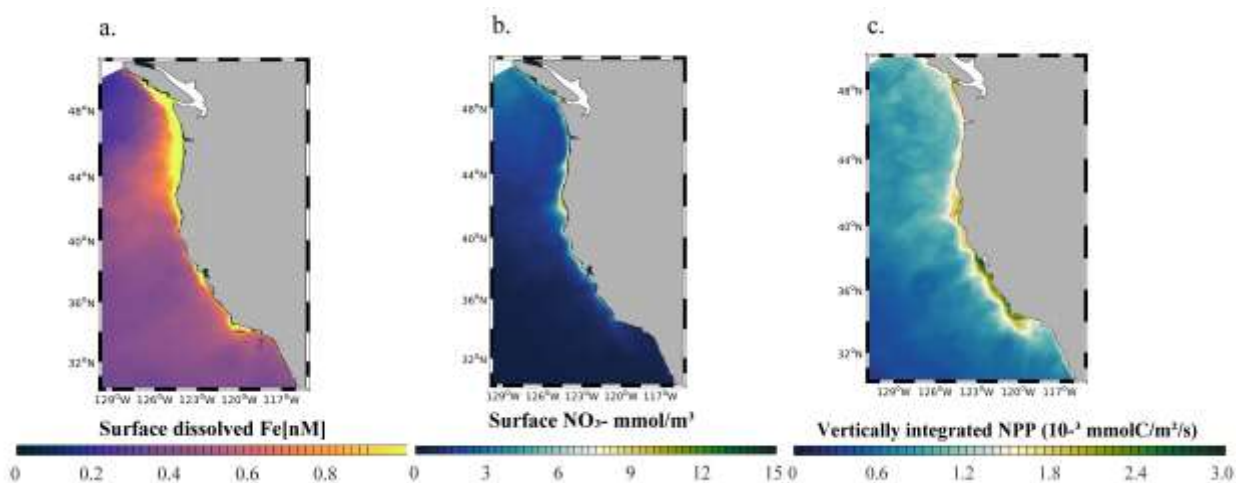 a.
48°N
44°N
40°N
36°N
32°N
129°W 126°W 123°W 120°W 117°W
Surface dissolved Fe[nM]
0 0.2 0.4 0.6 0.8
b.
48°N
44°N
40°N
36°N
32°N
129°W 126°W 123°W 120°W 117°W
Surface NO₃- mmol/m³
0 3 6 9 12 15
c.
48°N
44°N
40°N
36°N
32°N
129°W 126°W 123°W 120°W 117°W
Vertically integrated NPP (10-³ mmolC/m²/s)
0 0.6 1.2 1.8 2.4 3.0